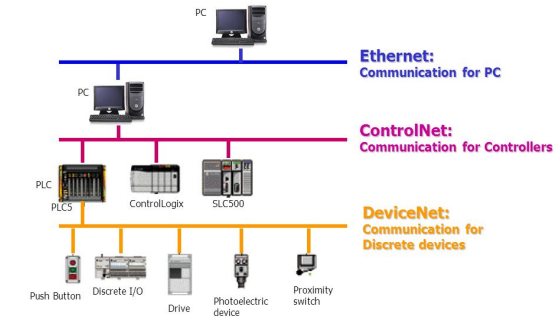 PC
Ethernet:
Communication for PC
PC
ControlNet:
Communication for Controllers
PLC
PLC5
ControlLogix
SLC500
DeviceNet:
Communication for
Discrete devices
Push Button
Discrete I/O
Drive
Photoelectric
device
Proximity
switch